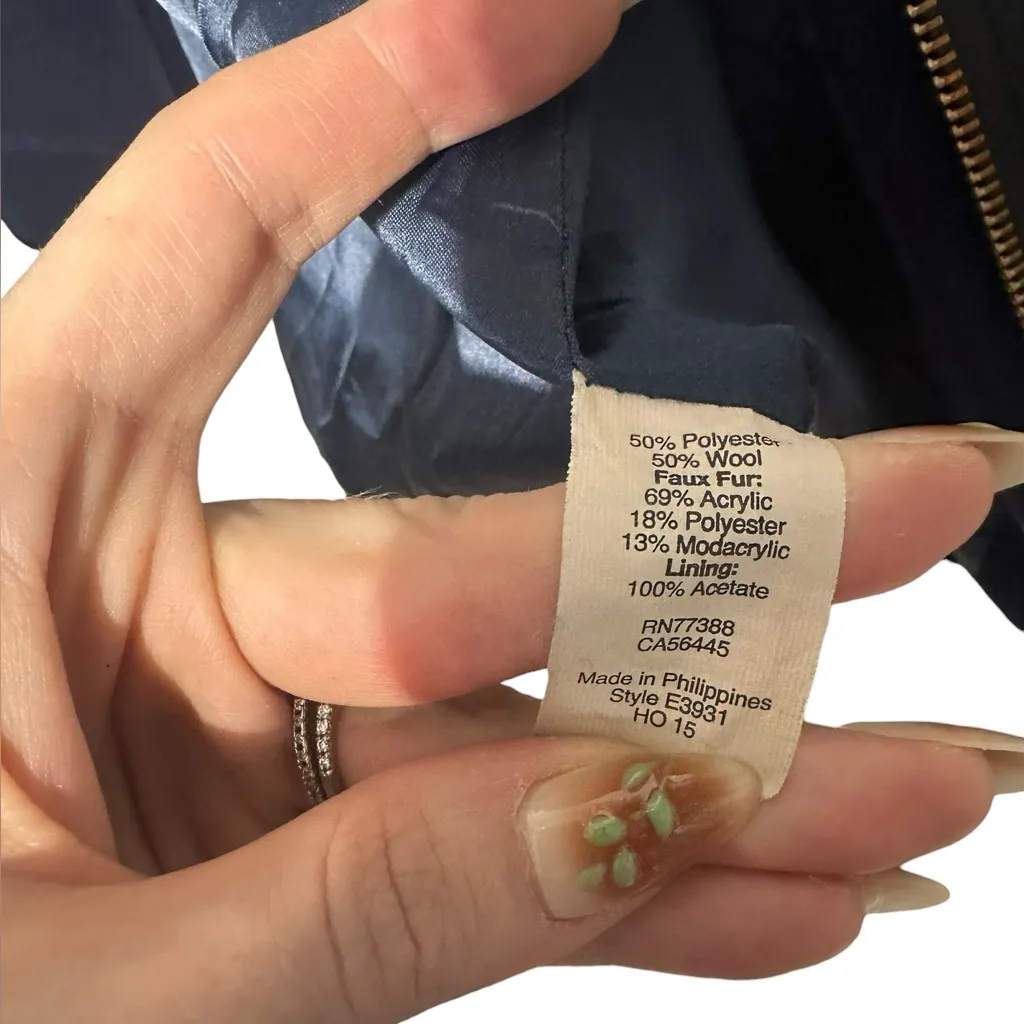 50% Polyester
50% Wool
Faux Fur:
69% Acrylic
18% Polyester
13% Modacrylic
Lining:
100% Acetate
RN77388
CA56445
Made in Philippines
Style E3931
HO 15